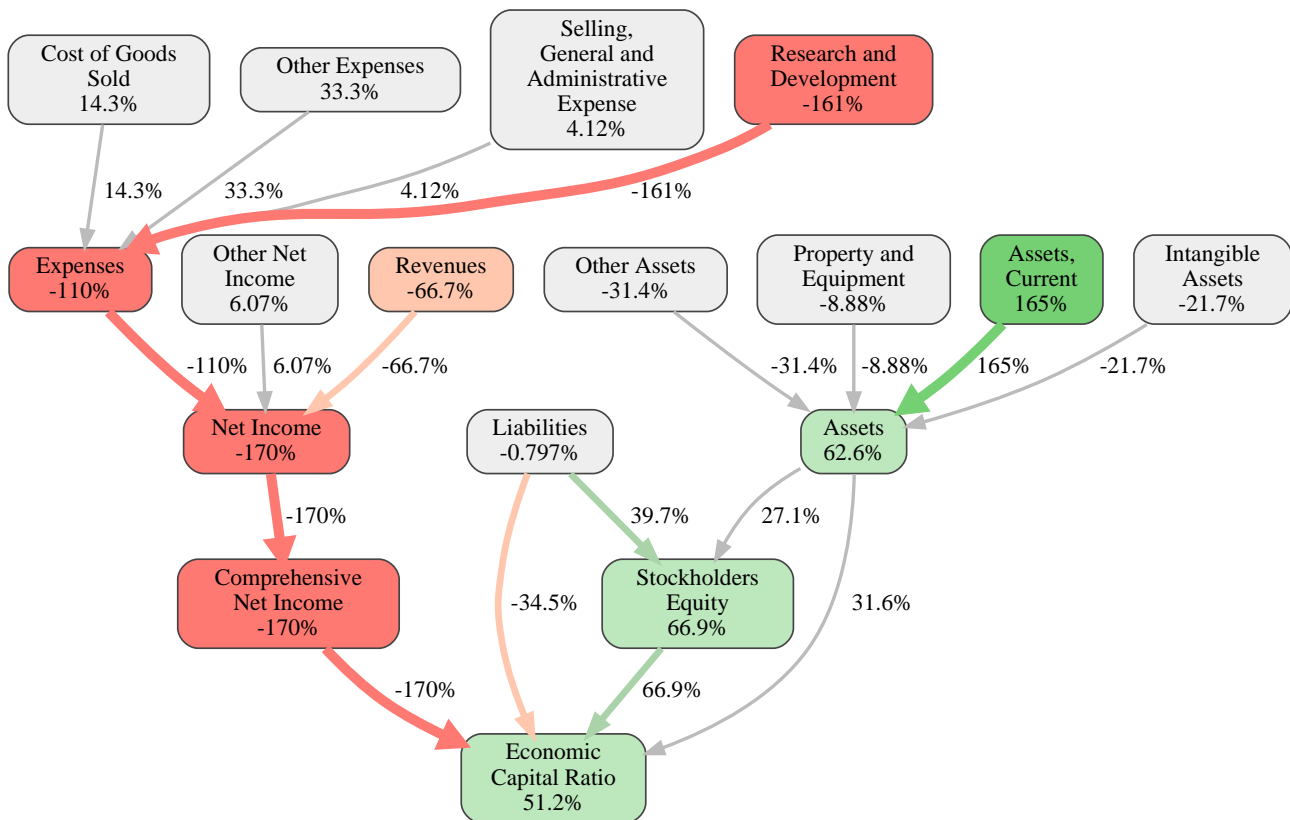 Cost of Goods
Sold
14.3%
Other Expenses
33.3%
Selling,
General and
Administrative
Expense
4.12%
Research and
Development
-161%
14.3%
33.3%
4.12%
-161%
Expenses
-110%
Other Net
Income
6.07%
Revenues
-66.7%
Other Assets
-31.4%
Property and
Equipment
-8.88%
Assets,
Current
165%
Intangible
Assets
-21.7%
-110%
6.07%
-66.7%
-31.4%
-8.88%
165%
-21.7%
Net Income
-170%
Liabilities
-0.797%
Assets
62.6%
-170%
39.7%
27.1%
Comprehensive
Net Income
-170%
-34.5%
Stockholders
Equity
66.9%
31.6%
-170%
66.9%
Economic
Capital Ratio
51.2%